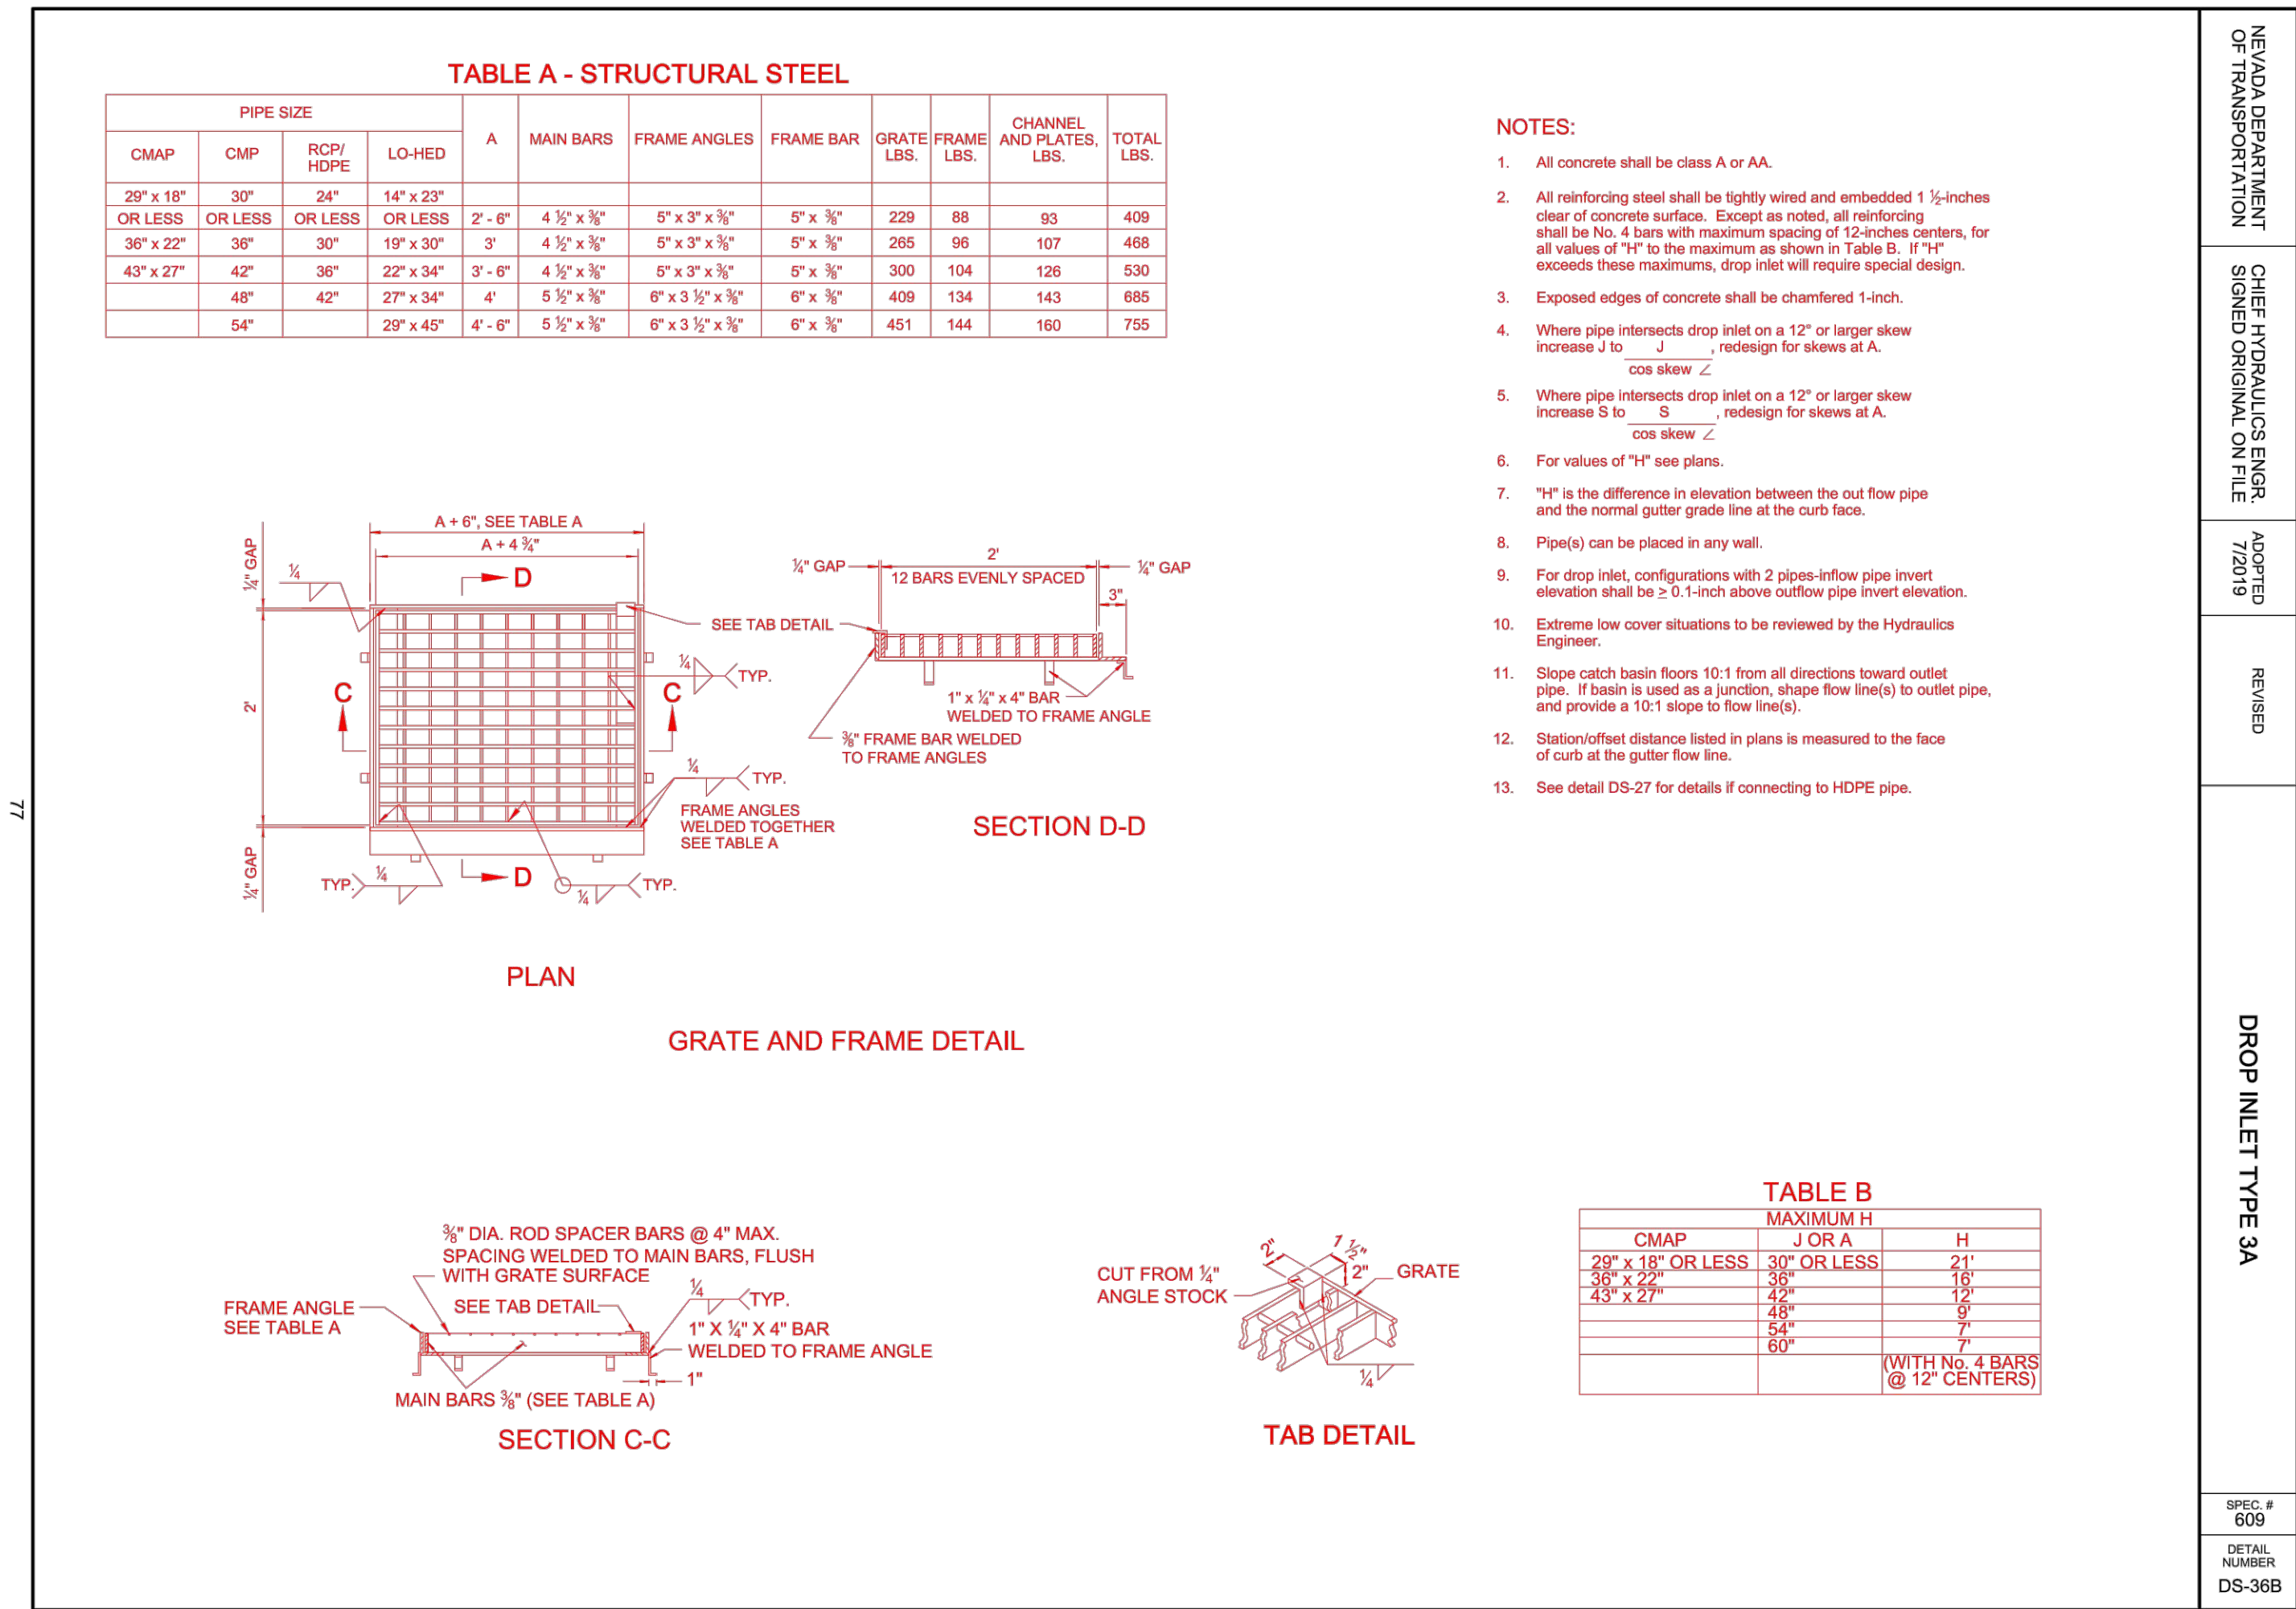 TABLE A - STRUCTURAL STEEL
PIPE SIZE
CMAP CMP RCP/ HDPE LO-HED A MAIN BARS FRAME ANGLES FRAME BAR GRATE LBS. FRAME LBS. CHANNEL AND PLATES, LBS. TOTAL LBS.
29" x 18" 30" 24" 14" x 23"
OR LESS OR LESS OR LESS OR LESS 2' - 6" 4 ½" x ⅜" 5" x 3" x ⅜" 5" x ⅜" 229 88 93 409
36" x 22" 36" 30" 19" x 30" 3' 4 ½" x ⅜" 5" x 3" x ⅜" 5" x ⅜" 265 96 107 468
43" x 27" 42" 36" 22" x 34" 3' - 6" 4 ½" x ⅜" 5" x 3" x ⅜" 5" x ⅜" 300 104 126 530
48" 42" 27" x 34" 4' 5 ½" x ⅜" 6" x 3 ½" x ⅜" 6" x ⅜" 409 134 143 685
54" 29" x 45" 4' - 6" 5 ½" x ⅜" 6" x 3 ½" x ⅜" 6" x ⅜" 451 144 160 755
NOTES:
1. All concrete shall be class A or AA.
2. All reinforcing steel shall be tightly wired and embedded 1 ½-inches
clear of concrete surface. Except as noted, all reinforcing
shall be No. 4 bars with maximum spacing of 12-inches centers, for
all values of "H" to the maximum as shown in Table B. If "H"
exceeds these maximums, drop inlet will require special design.
3. Exposed edges of concrete shall be chamfered 1-inch.
4. Where pipe intersects drop inlet on a 12° or larger skew
increase J to J , redesign for skews at A.
cos skew ∠
5. Where pipe intersects drop inlet on a 12° or larger skew
increase S to S , redesign for skews at A.
cos skew ∠
6. For values of "H" see plans.
7. "H" is the difference in elevation between the out flow pipe
and the normal gutter grade line at the curb face.
8. Pipe(s) can be placed in any wall.
9. For drop inlet, configurations with 2 pipes-inflow pipe invert
elevation shall be ≥ 0.1-inch above outflow pipe invert elevation.
10. Extreme low cover situations to be reviewed by the Hydraulics
Engineer.
11. Slope catch basin floors 10:1 from all directions toward outlet
pipe. If basin is used as a junction, shape flow line(s) to outlet pipe,
and provide a 10:1 slope to flow line(s).
12. Station/offset distance listed in plans is measured to the face
of curb at the gutter flow line.
13. See detail DS-27 for details if connecting to HDPE pipe.
A + 6", SEE TABLE A
A + 4 ¾"
¼" GAP
¼
D
2'
C
C
¼
TYP.
¼
TYP.
FRAME ANGLES
WELDED TOGETHER
SEE TABLE A
¼" GAP
TYP.
¼
D
¼
TYP.
PLAN
SEE TAB DETAIL
¼" GAP
2'
12 BARS EVENLY SPACED
¼" GAP
3"
1" x ¼" x 4" BAR
WELDED TO FRAME ANGLE
⅜" FRAME BAR WELDED
TO FRAME ANGLES
SECTION D-D
GRATE AND FRAME DETAIL
⅜" DIA. ROD SPACER BARS @ 4" MAX.
SPACING WELDED TO MAIN BARS, FLUSH
WITH GRATE SURFACE
FRAME ANGLE
SEE TABLE A
SEE TAB DETAIL
¼
TYP.
1" X ¼" X 4" BAR
WELDED TO FRAME ANGLE
1"
MAIN BARS ⅜" (SEE TABLE A)
SECTION C-C
2"
1 ½"
2"
GRATE
CUT FROM ¼"
ANGLE STOCK
¼
TAB DETAIL
TABLE B
MAXIMUM H
CMAP J OR A H
29" x 18" OR LESS 30" OR LESS 21'
36" x 22" 36" 16'
43" x 27" 42" 12'
48" 9'
54" 7'
60" 7'
(WITH No. 4 BARS
@ 12" CENTERS)
NEVADA DEPARTMENT
OF TRANSPORTATION
CHIEF HYDRAULICS ENGR.
SIGNED ORIGINAL ON FILE
ADOPTED
7/2019
REVISED
DROP INLET TYPE 3A
SPEC. #
609
DETAIL
NUMBER
DS-36B
77